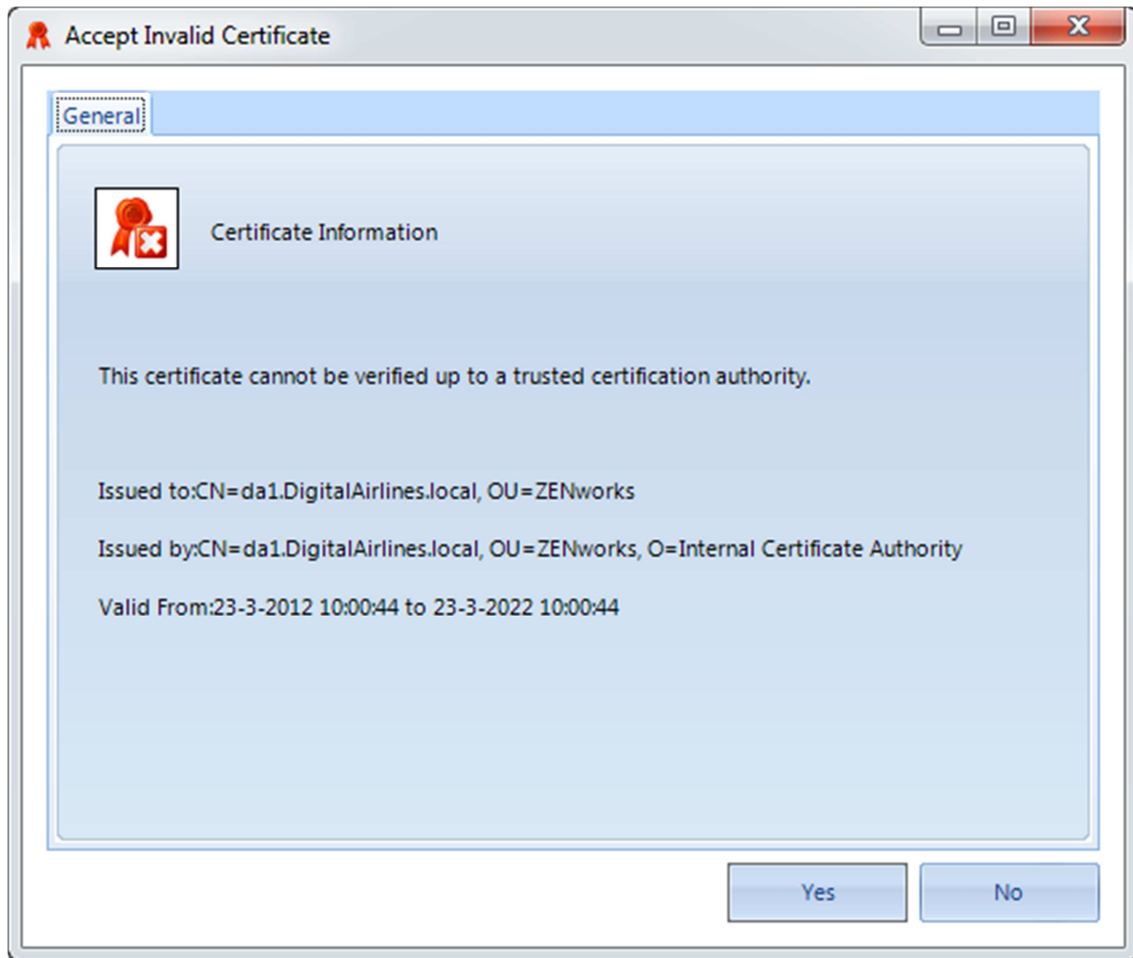 Accept Invalid Certificate
General
Certificate Information
This certificate cannot be verified up to a trusted certification authority.
Issued to:CN=da1.DigitalAirlines.local, OU=ZENworks
Issued by:CN=da1.DigitalAirlines.local, OU=ZENworks, O=Internal Certificate Authority
Valid From:23-3-2012 10:00:44 to 23-3-2022 10:00:44
Yes No